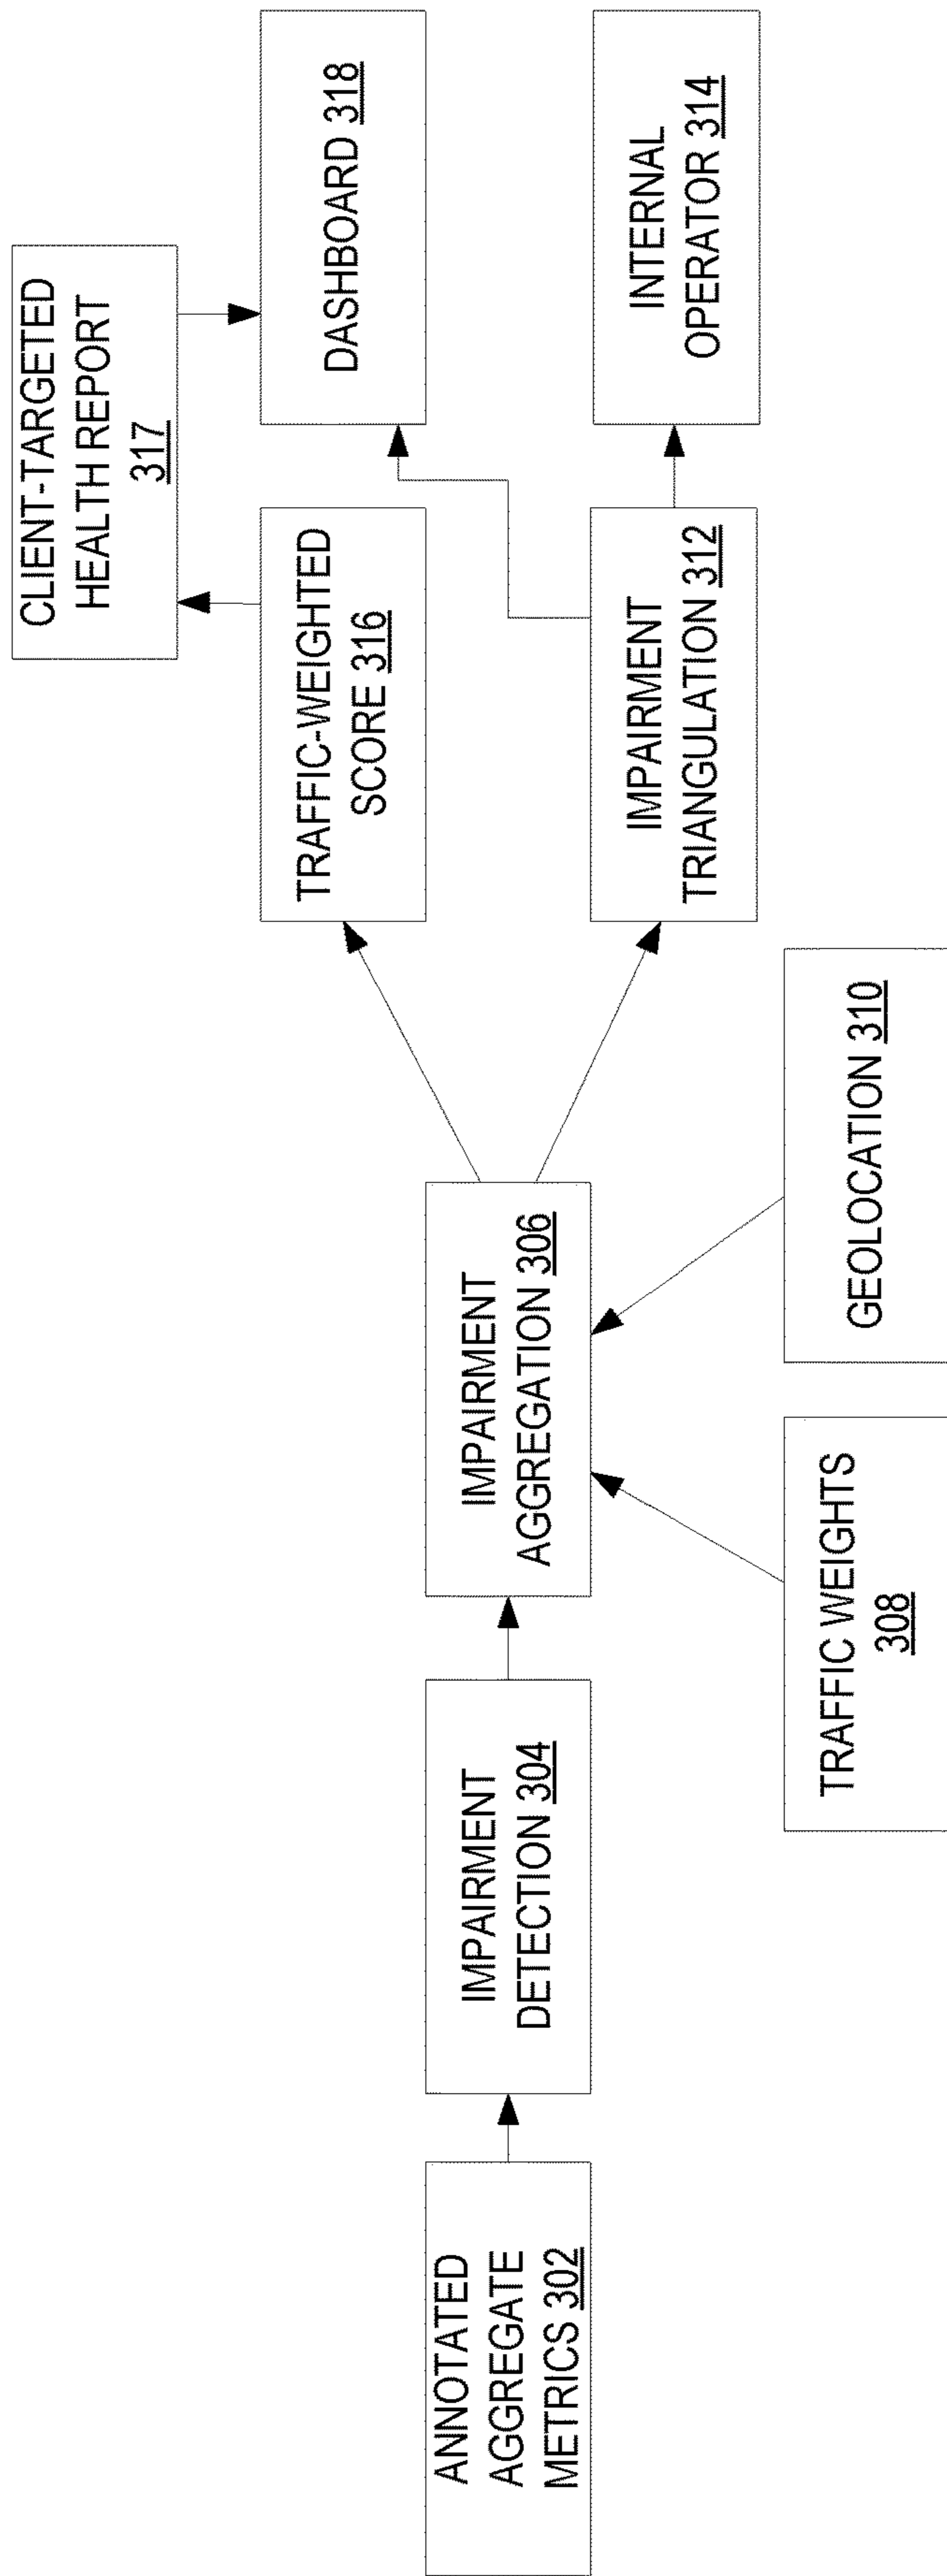 ANNOTATED
AGGREGATE
METRICS 302
IMPAIRMENT
DETECTION 304
IMPAIRMENT
AGGREGATION 306
TRAFFIC WEIGHTS
308
GEOLOCATION 310
TRAFFIC-WEIGHTED
SCORE 316
IMPAIRMENT
TRIANGULATION 312
CLIENT-TARGETED
HEALTH REPORT
317
DASHBOARD 318
INTERNAL
OPERATOR 314